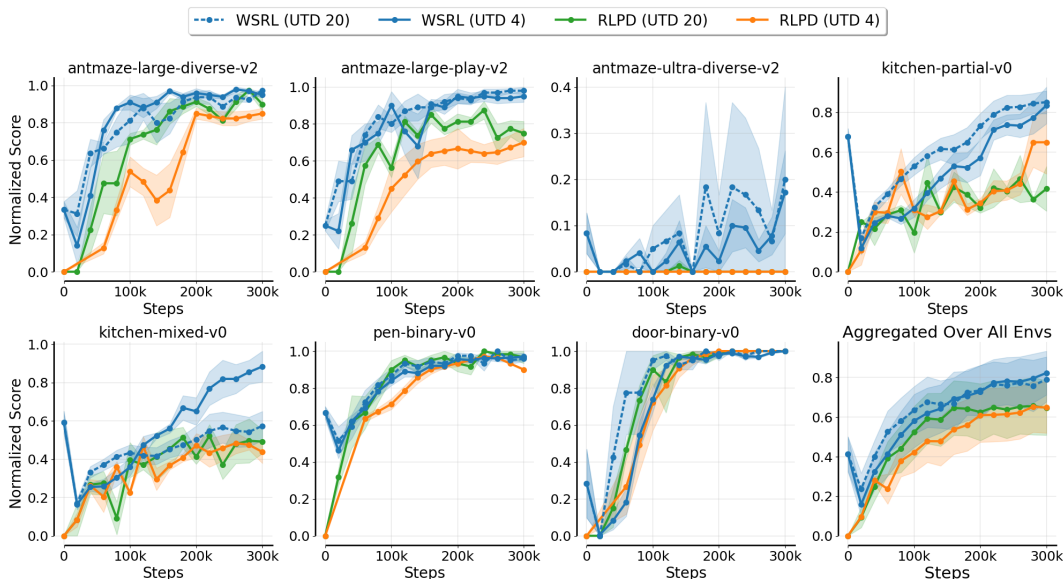 WSRL (UTD 20) WSRL (UTD 4) RLPD (UTD 20) RLPD (UTD 4)
antmaze-large-diverse-v2 antmaze-large-play-v2 antmaze-ultra-diverse-v2 kitchen-partial-v0
Normalized Score
1.0
0.8
0.6
0.4
0.2
0.0
0 100k 200k 300k
Steps
1.0
0.8
0.6
0.4
0.2
0.0
0 100k 200k 300k
Steps
0.4
0.3
0.2
0.1
0.0
0 100k 200k 300k
Steps
0.8
0.6
0.4
0.2
0.0
0 100k 200k 300k
Steps
kitchen-mixed-v0 pen-binary-v0 door-binary-v0 Aggregated Over All Envs
Normalized Score
1.0
0.8
0.6
0.4
0.2
0.0
0 100k 200k 300k
Steps
1.0
0.8
0.6
0.4
0.2
0.0
0 100k 200k 300k
Steps
1.0
0.8
0.6
0.4
0.2
0.0
0 100k 200k 300k
Steps
0.8
0.6
0.4
0.2
0.0
0 100k 200k 300k
Steps